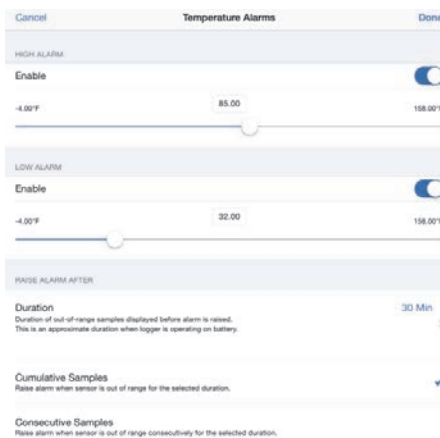 Cancel Temperature Alarms Done
HIGH ALARM
Enable
85.00
-4.00°F 158.00°
LOW ALARM
Enable
32.00
-4.00°F 158.00°
RAISE ALARM AFTER
Duration 30 Min
Duration of out-of-range samples displayed before alarm is raised.
This is an approximate duration when logger is operating on battery.
Cumulative Samples
Raise alarm when sensor is out of range for the selected duration.
Consecutive Samples
Raise alarm when sensor is out of range consecutively for the selected duration.